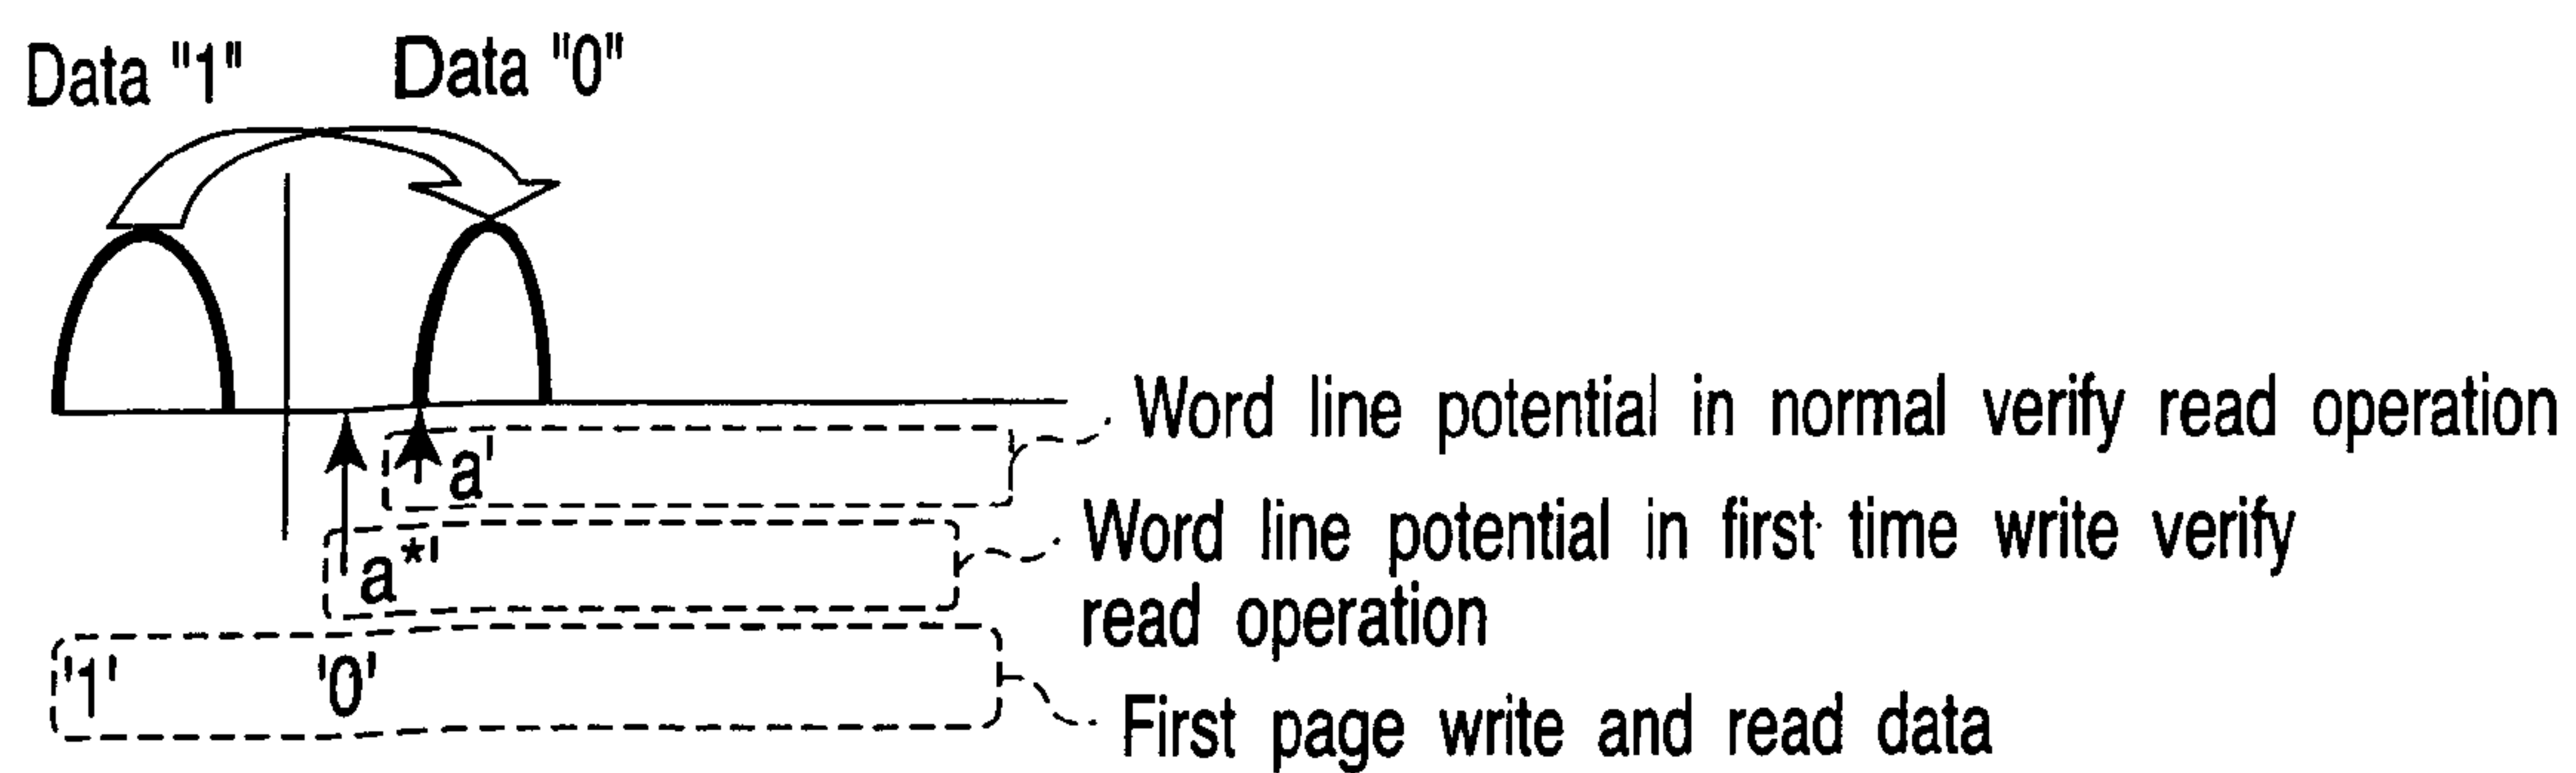 Data "1"
Data "0"
a'
Word line potential in normal verify read operation
a*'
Word line potential in first time write verify
read operation
'1'
'0'
First page write and read data